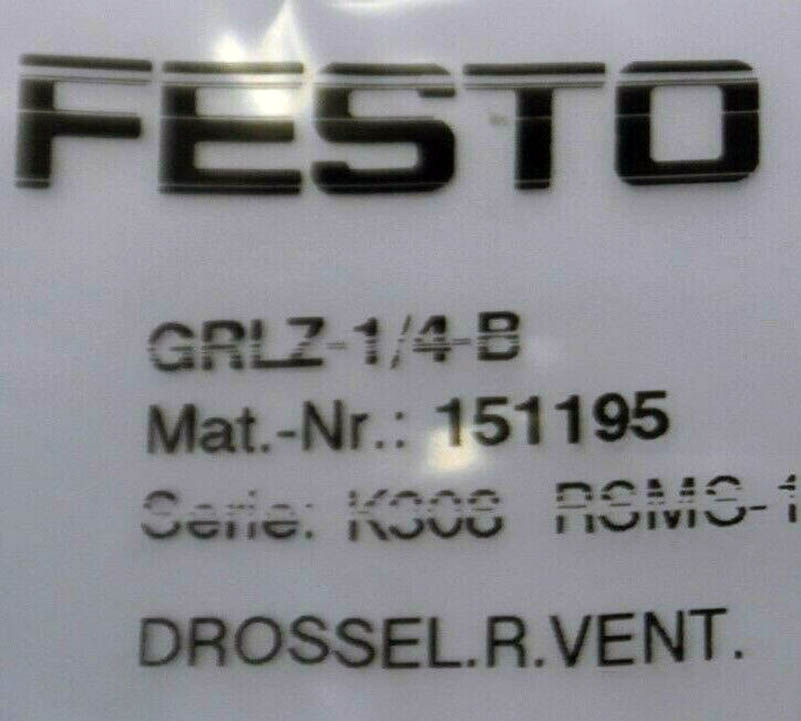 FESTO
GRLZ-1/4-B
Mat.-Nr.: 151195
Serie: K308
DROSSEL.R.VENT.